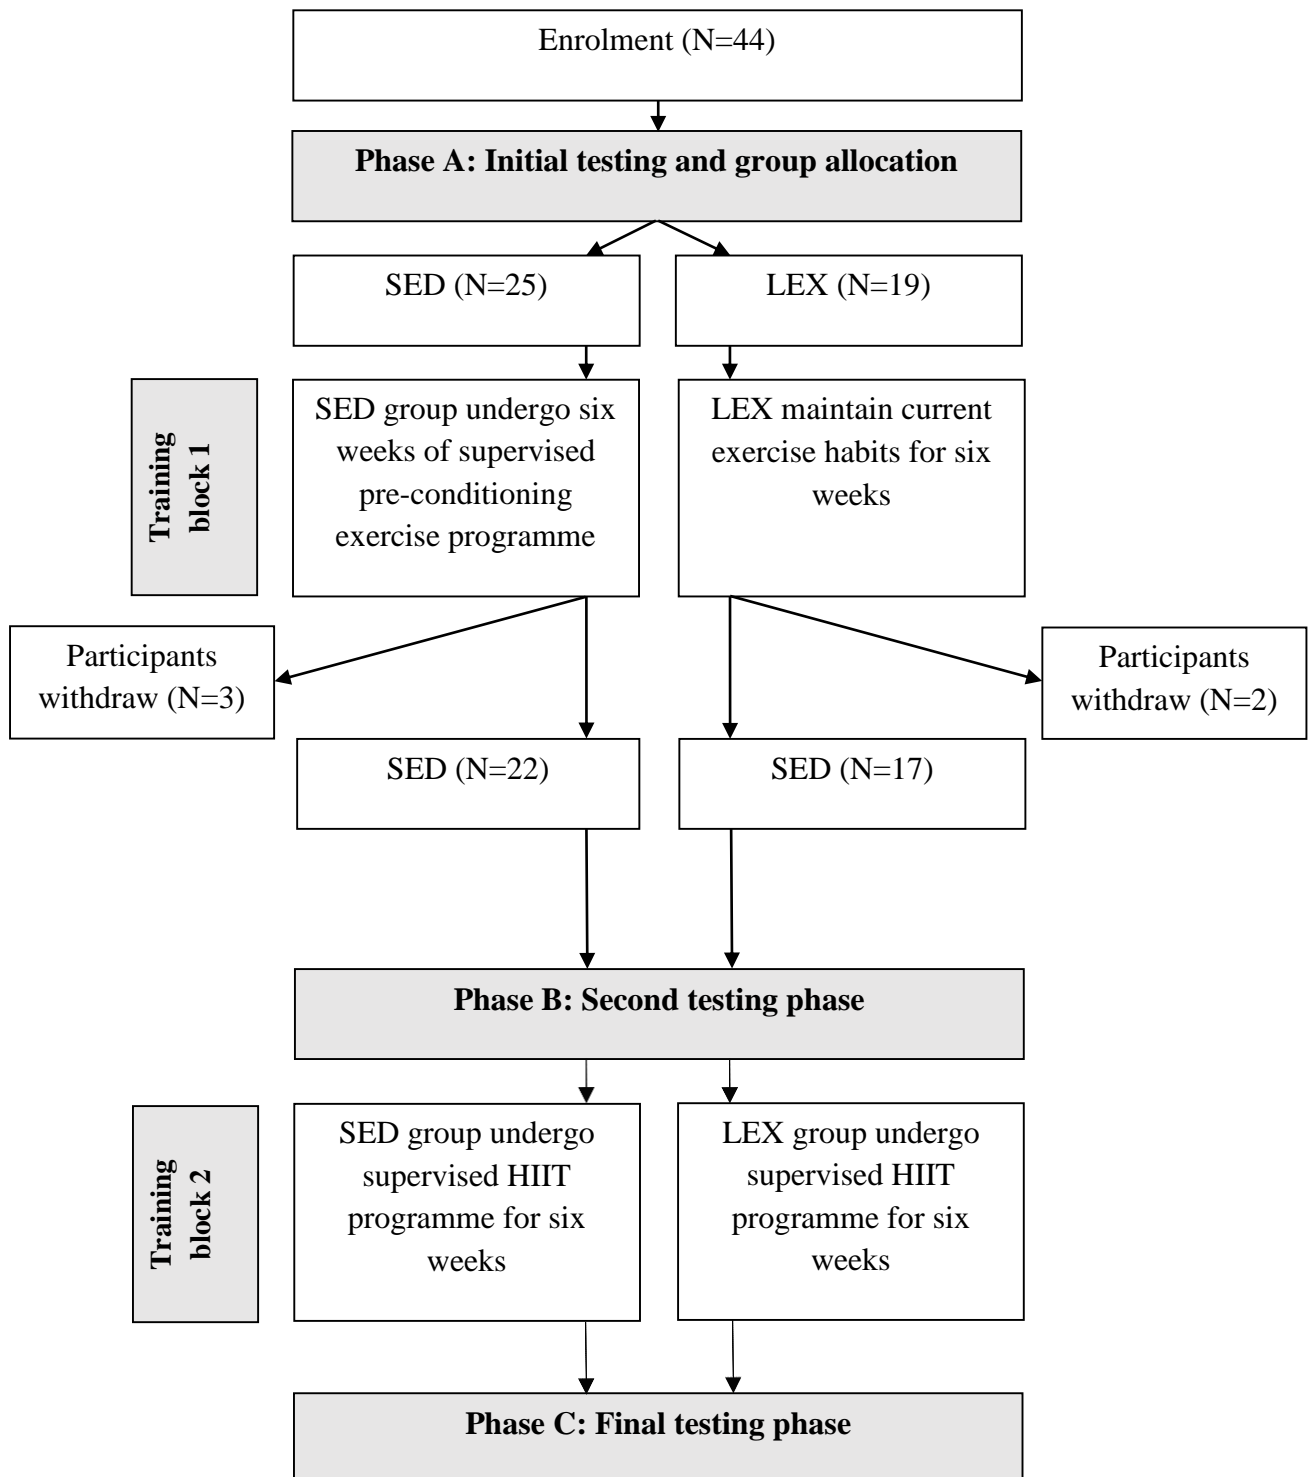 Enrolment (N=44)
Phase A: Initial testing and group allocation
SED (N=25)
LEX (N=19)
Training
block 1
SED group undergo six
weeks of supervised
pre-conditioning
exercise programme
LEX maintain current
exercise habits for six
weeks
Participants
withdraw (N=3)
Participants
withdraw (N=2)
SED (N=22)
SED (N=17)
Phase B: Second testing phase
Training
block 2
SED group undergo
supervised HIIT
programme for six
weeks
LEX group undergo
supervised HIIT
programme for six
weeks
Phase C: Final testing phase